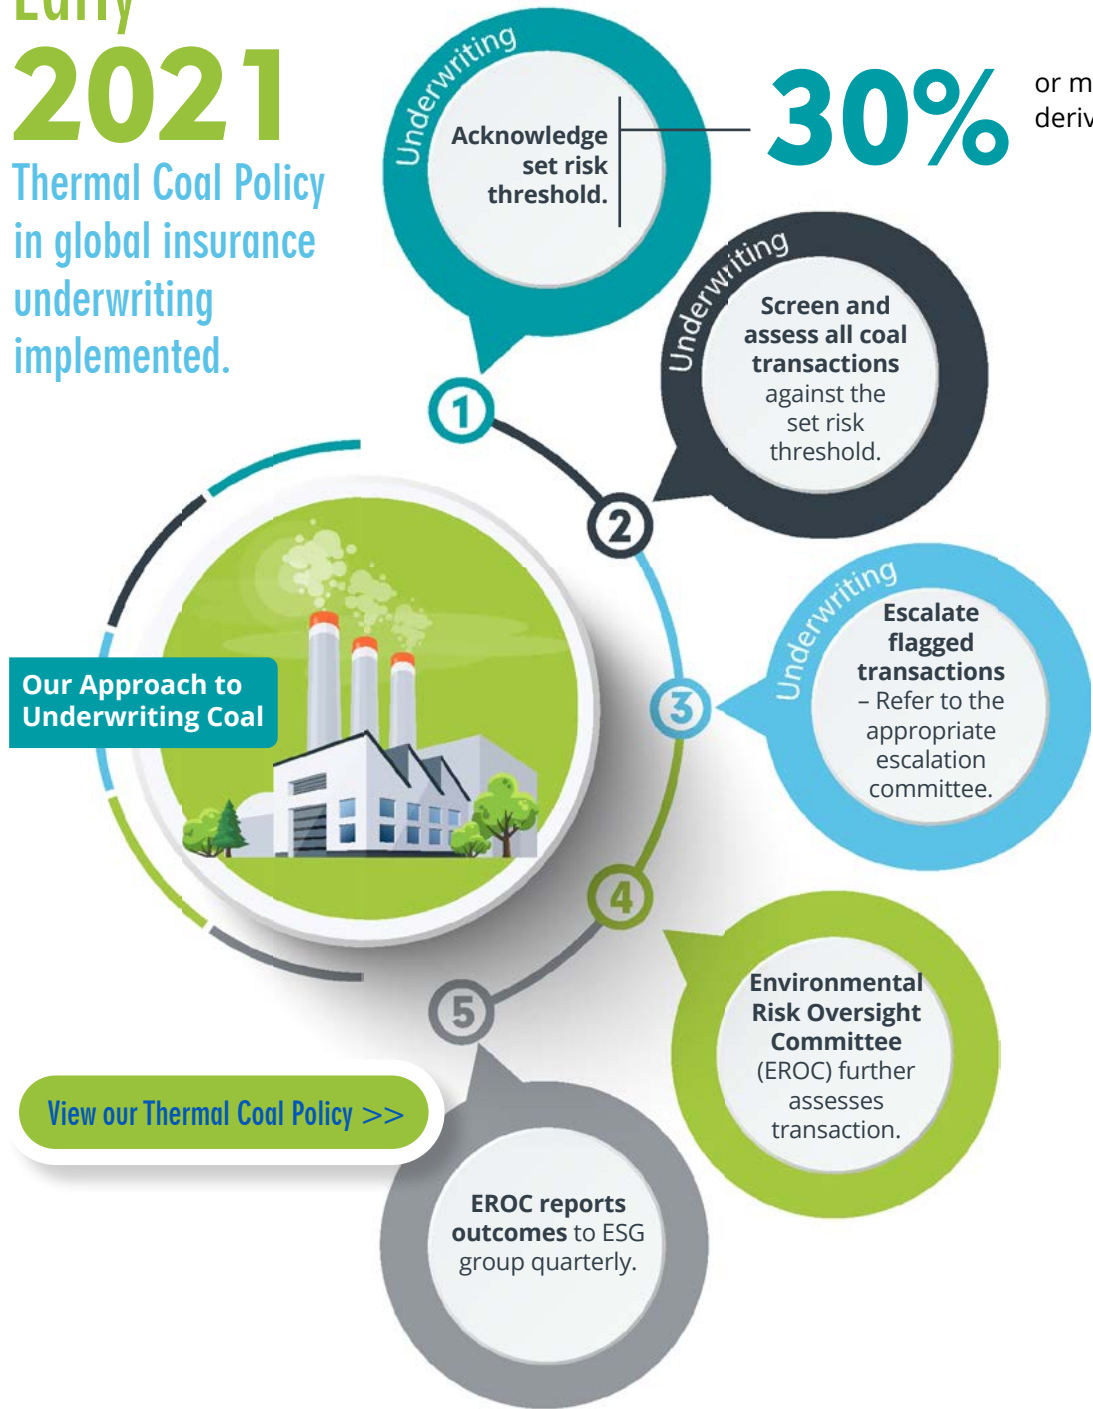 Early
2021
Thermal Coal Policy
in global insurance
underwriting
implemented.
Underwriting
Acknowledge
set risk
threshold.
30%
or
Underwriting
Screen and
assess all coal
transactions
against the
set risk
threshold.
Underwriting
Escalate
flagged
transactions
– Refer to the
appropriate
escalation
committee.
1
2
3
4
5
Our Approach to
Underwriting Coal
Environmental
Risk Oversight
Committee
(EROC) further
assesses
transaction.
View our Thermal Coal Policy >>
EROC reports
outcomes to ESG
group quarterly.